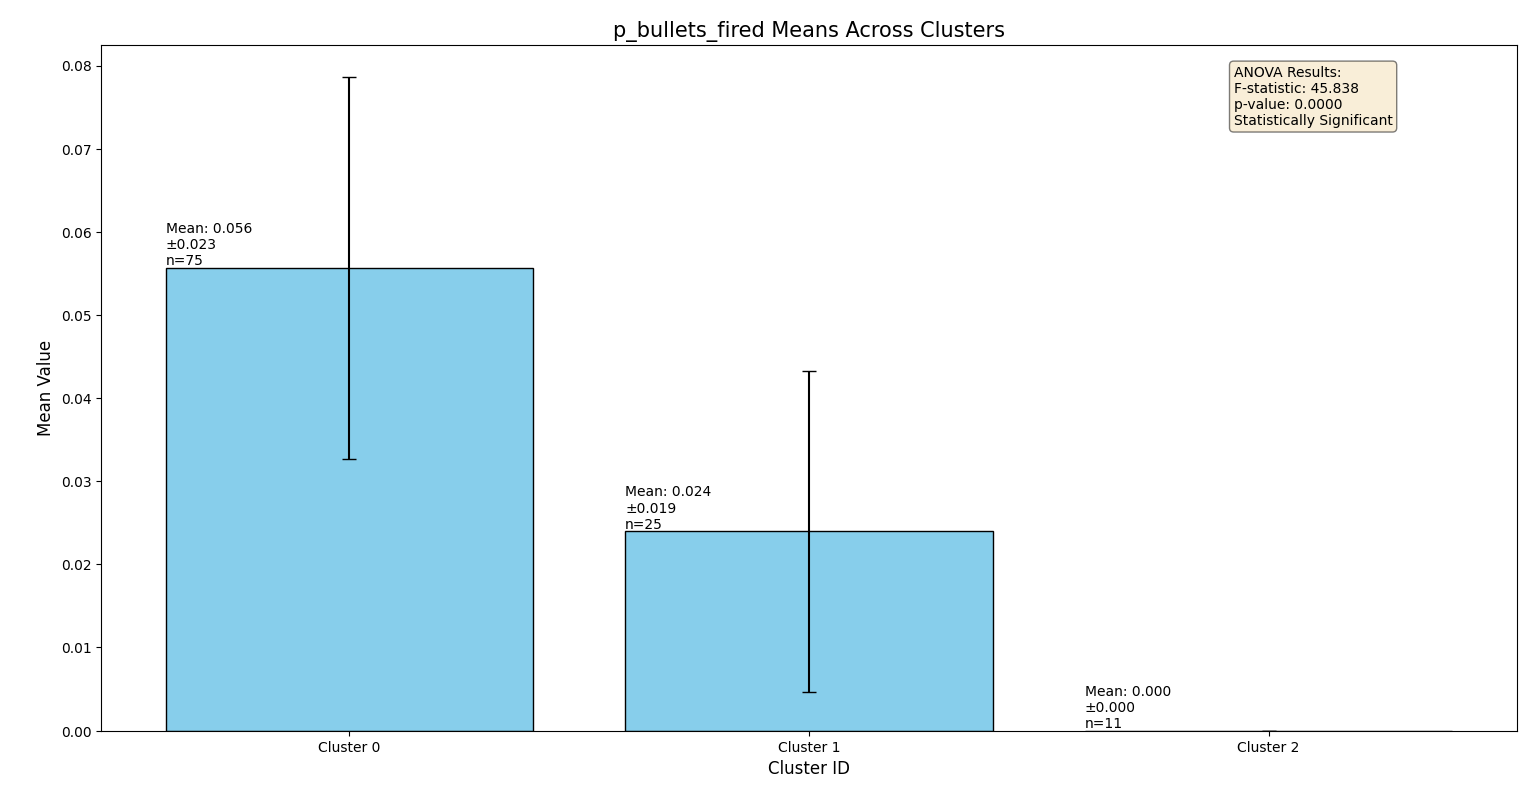 p_bullets_fired Means Across Clusters
ANOVA Results:
F-statistic: 45.838
p-value: 0.0000
Statistically Significant
0.08
0.07
0.06
0.05
0.04
0.03
0.02
0.01
0.00
Mean Value
Mean: 0.056
±0.023
n=75
Mean: 0.024
±0.019
n=25
Mean: 0.000
±0.000
n=11
Cluster 0
Cluster 1
Cluster 2
Cluster ID